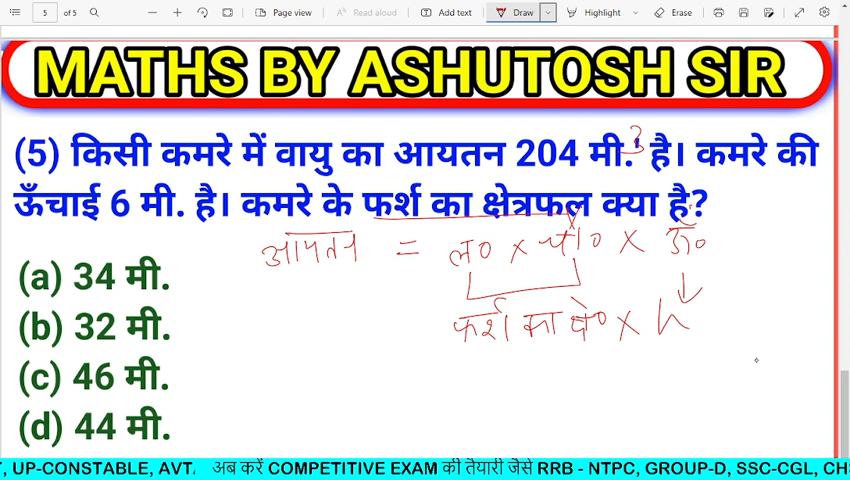 5 of 5
Page view
Read aloud
Add text
Draw
Highlight
Erase
MATHS BY ASHUTOSH SIR
(5) किसी कमरे में वायु का आयतन 204 मी.³ है। कमरे की
ऊँचाई 6 मी. है। कमरे के फर्श का क्षेत्रफल क्या है?
आयतन = ल० × चौ० × ऊँ०
फर्श का क्षे० × h
(a) 34 मी.
(b) 32 मी.
(c) 46 मी.
(d) 44 मी.
T, UP-CONSTABLE, AVT. अब करें COMPETITIVE EXAM की तैयारी जैसे RRB - NTPC, GROUP-D, SSC-CGL, CHS